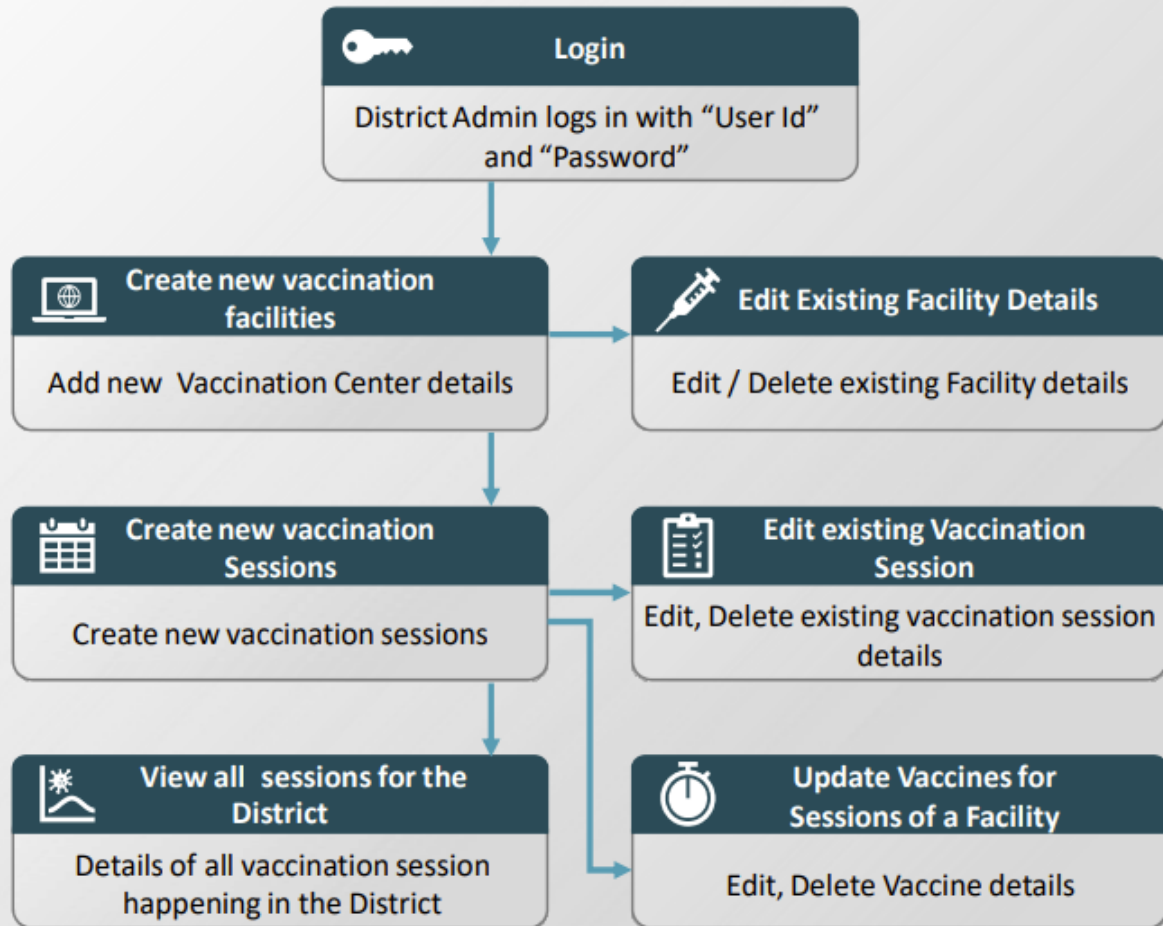 Login
District Admin logs in with “User Id”
and “Password”
Create new vaccination
facilities
Add new  Vaccination Center details
Edit Existing Facility Details
Edit / Delete existing Facility details
Create new vaccination
Sessions
Create new vaccination sessions
Edit existing Vaccination
Session
Edit, Delete existing vaccination session
details
View all  sessions for the
District
Details of all vaccination session
happening in the District
Update Vaccines for
Sessions of a Facility
Edit, Delete Vaccine details